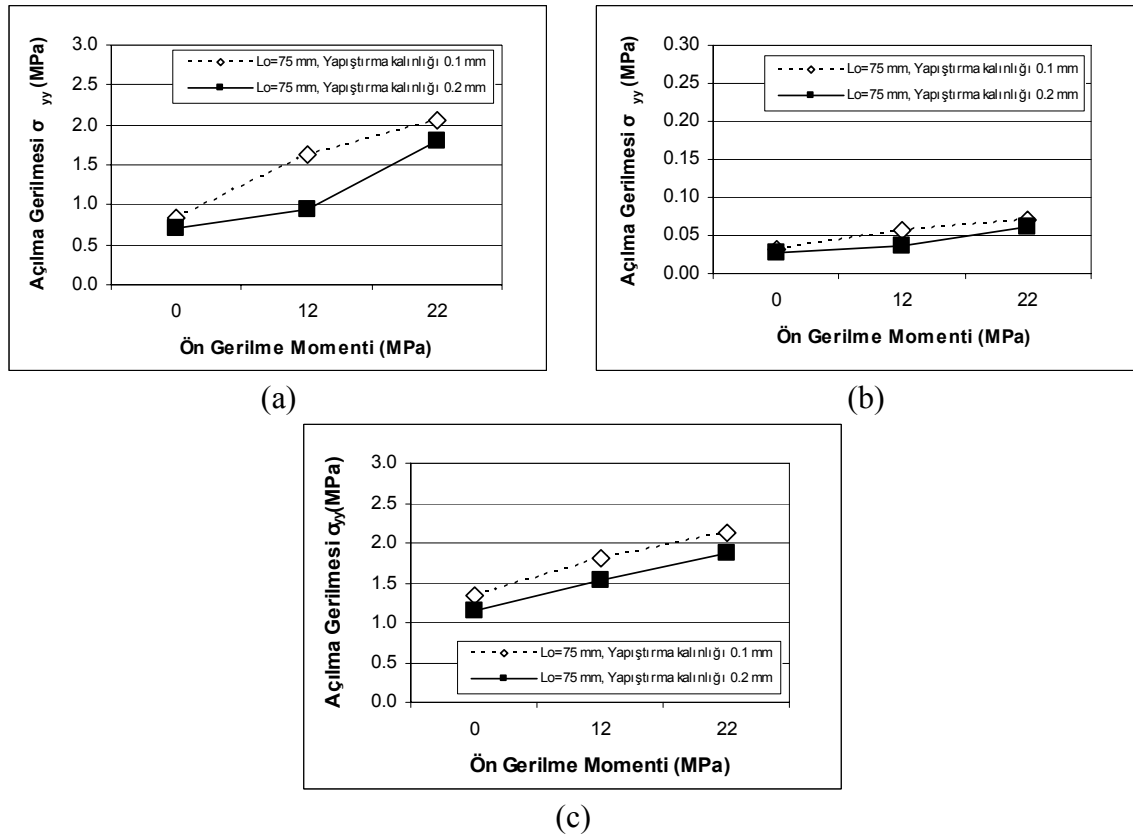 Açılma Gerilmesi σ yy (MPa)
3.0
2.5
2.0
1.5
1.0
0.5
0.0
Lo=75 mm, Yapıştırma kalınlığı 0.1 mm
Lo=75 mm, Yapıştırma kalınlığı 0.2 mm
0 12 22
Ön Gerilme Momenti (MPa)
(a)
Açılma Gerilmesi σ yy (MPa)
0.30
0.25
0.20
0.15
0.10
0.05
0.00
Lo=75 mm, Yapıştırma kalınlığı 0.1 mm
Lo=75 mm, Yapıştırma kalınlığı 0.2 mm
0 12 22
Ön Gerilme Momenti (MPa)
(b)
Açılma Gerilmesi σyy(MPa)
3.0
2.5
2.0
1.5
1.0
0.5
0.0
Lo=75 mm, Yapıştırma kalınlığı 0.1 mm
Lo=75 mm, Yapıştırma kalınlığı 0.2 mm
0 12 22
Ön Gerilme Momenti (MPa)
(c)